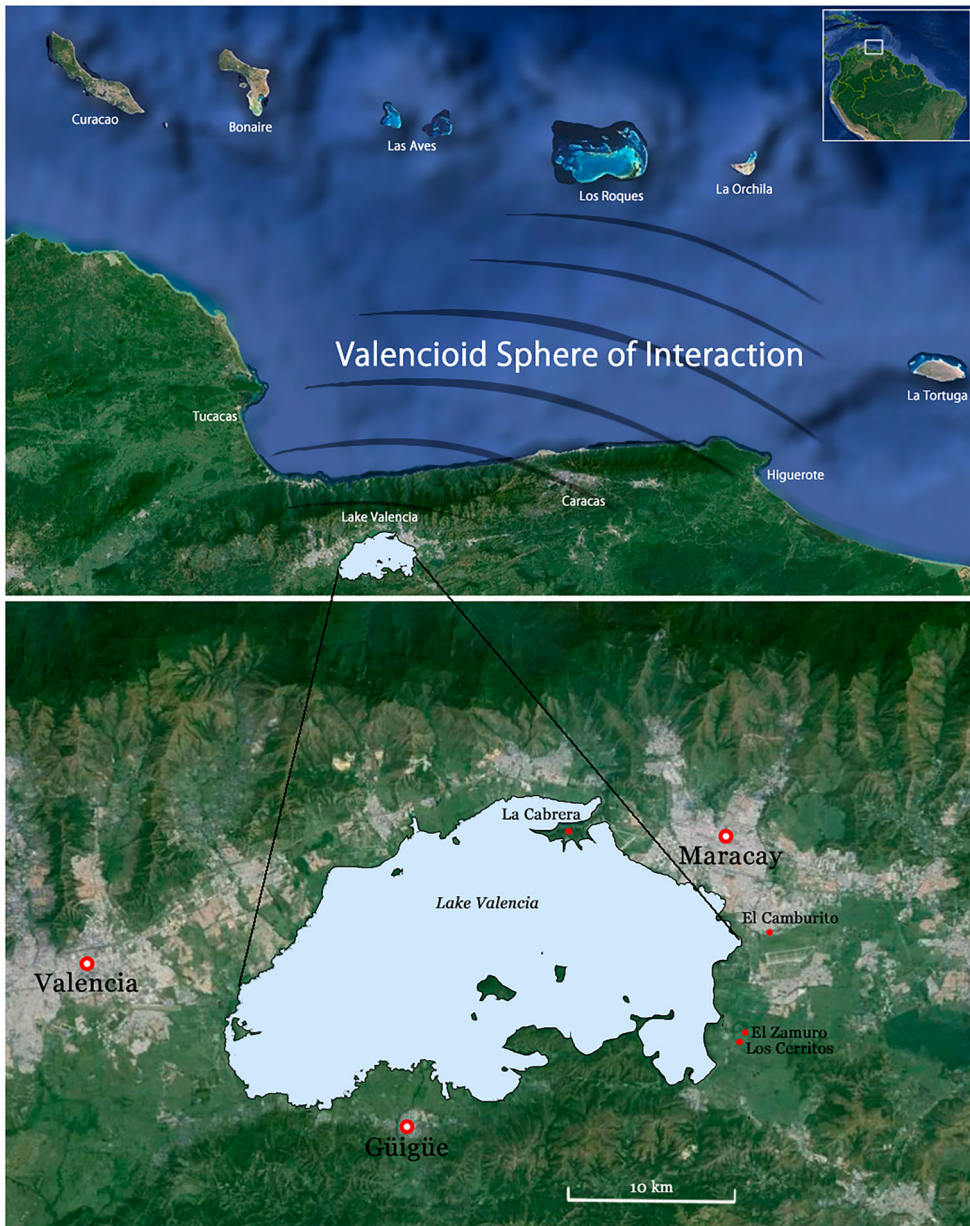 Curacao
Bonaire
Las Aves
Los Roques
La Orchila
Valencioid Sphere of Interaction
La Tortuga
Tucacas
Higuerote
Caracas
Lake Valencia
La Cabrera
Maracay
Lake Valencia
El Camburito
Valencia
El Zamuro
Los Cerritos
Güigüe
10 km